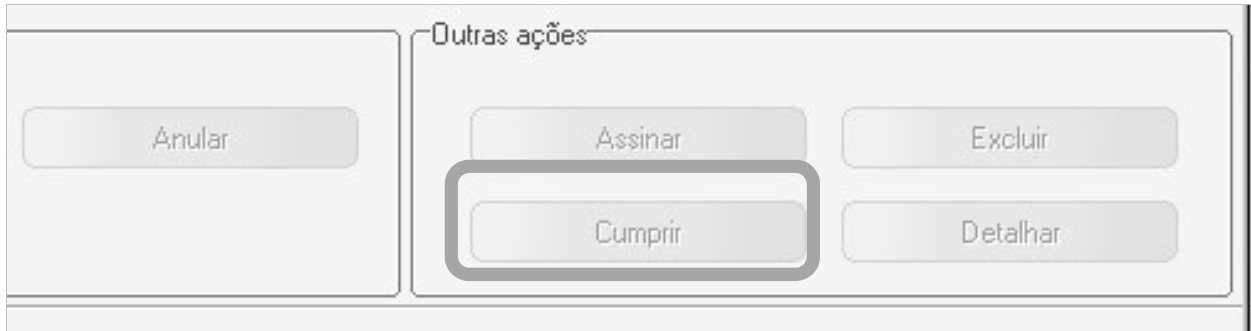 Outras ações
Anular
Assinar
Excluir
Cumprir
Detalhar